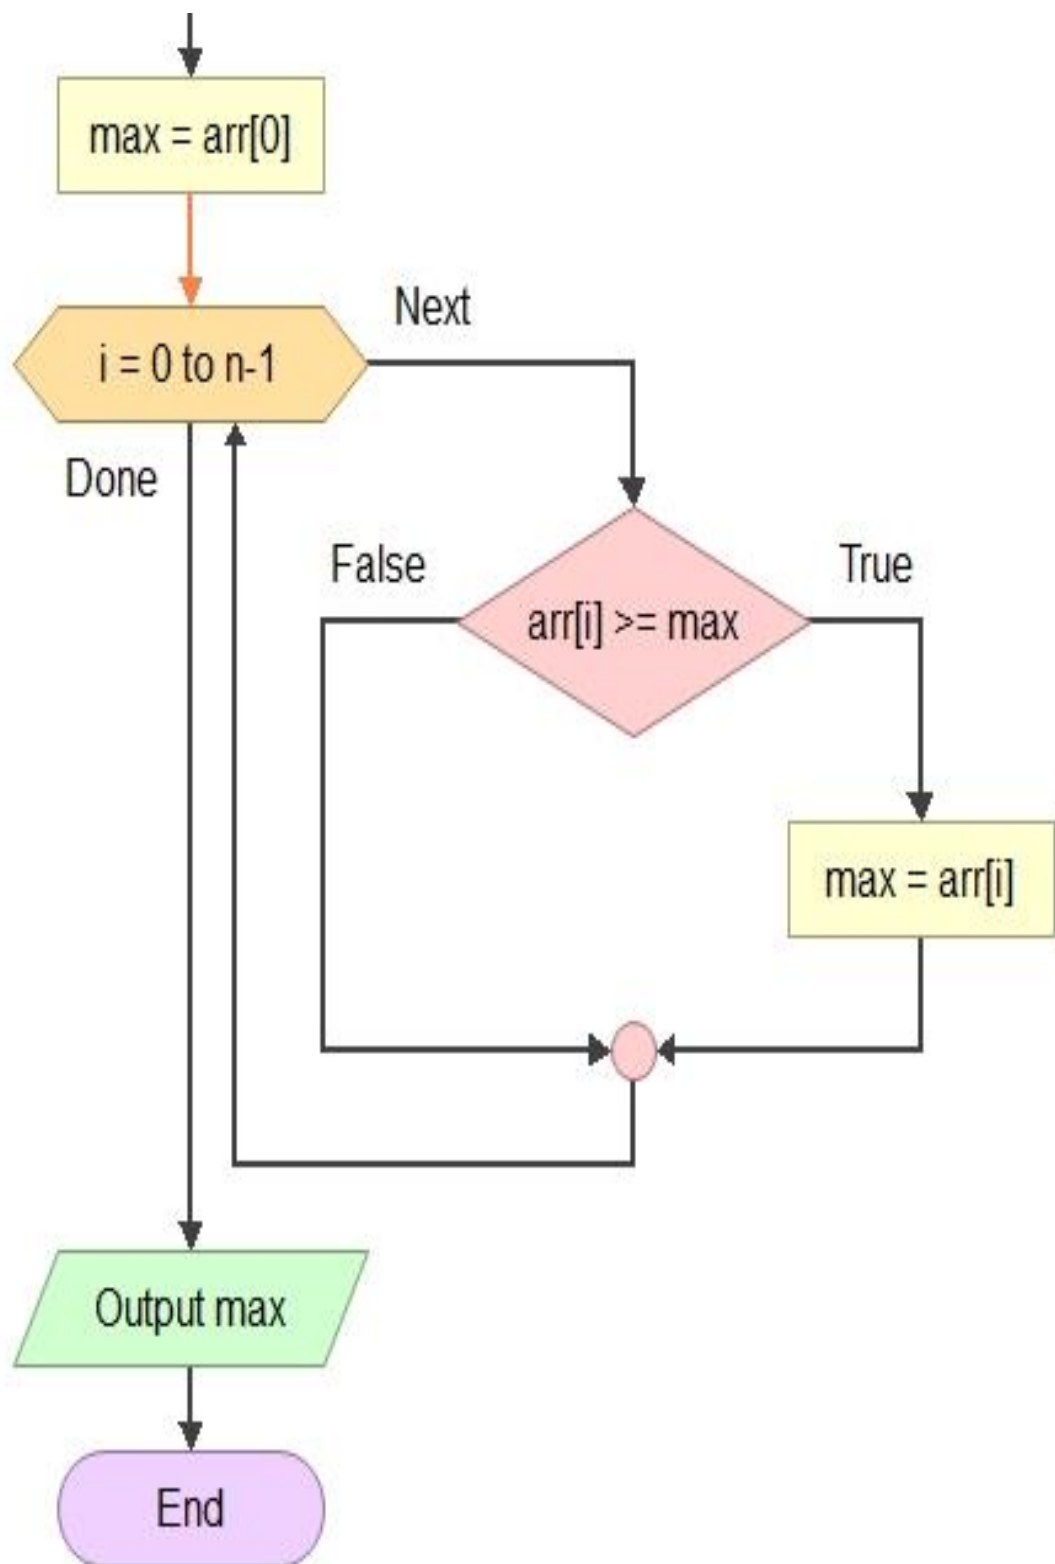 max = arr[0]
Next
i = 0 to n-1
Done
False
True
arr[i] >= max
max = arr[i]
Output max
End